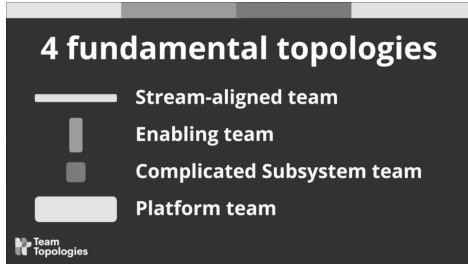 4 fundamental topologies
Stream-aligned team
Enabling team
Complicated Subsystem team
Platform team
Team
Topologies